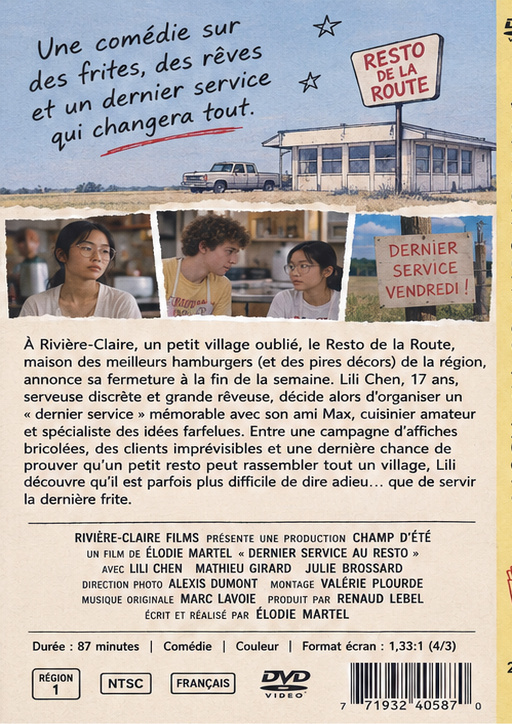 Une comédie sur
des frites, des rêves
et un dernier service
qui changera tout.
RESTO
DE LA
ROUTE
DERNIER
SERVICE
VENDREDI !
À Rivière-Claire, un petit village oublié, le Resto de la Route,
maison des meilleurs hamburgers (et des pires décors) de la région,
annonce sa fermeture à la fin de la semaine. Lili Chen, 17 ans,
serveuse discrète et grande rêveuse, décide alors d'organiser un
« dernier service » mémorable avec son ami Max, cuisinier amateur
et spécialiste des idées farfelues. Entre une campagne d'affiches
bricolées, des clients imprévisibles et une dernière chance de
prouver qu'un petit resto peut rassembler tout un village, Lili
découvre qu'il est parfois plus difficile de dire adieu... que de servir
la dernière frite.
RIVIÈRE-CLAIRE FILMS PRÉSENTE UNE PRODUCTION CHAMP D'ÉTÉ
UN FILM DE ÉLODIE MARTEL « DERNIER SERVICE AU RESTO »
AVEC LILI CHEN MATHIEU GIRARD JULIE BROSSARD
DIRECTION PHOTO ALEXIS DUMONT MONTAGE VALÉRIE PLOURDE
MUSIQUE ORIGINALE MARC LAVOIE PRODUIT PAR RENAUD LEBEL
ÉCRIT ET RÉALISÉ PAR ÉLODIE MARTEL
Durée : 87 minutes | Comédie | Couleur | Format écran : 1,33:1 (4/3)
RÉGION
1
NTSC
FRANÇAIS
DVD
VIDEO
7 71932 40587 0